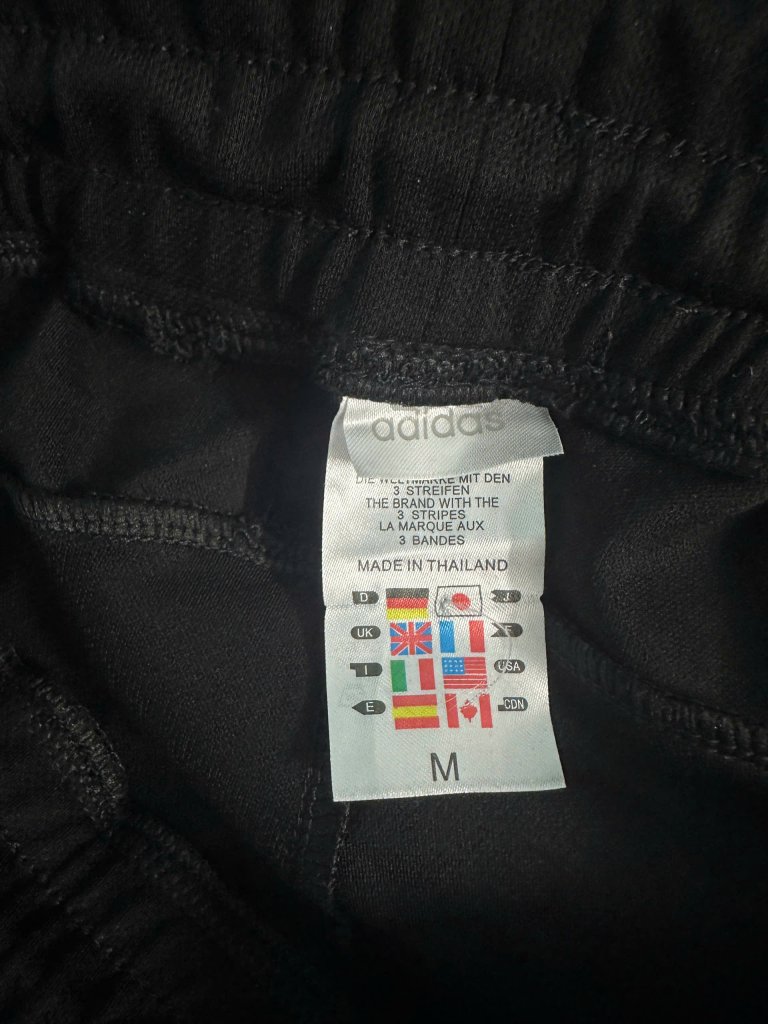 adidas
DIE WELTMARKE MIT DEN
3 STREIFEN
THE BRAND WITH THE
3 STRIPES
LA MARQUE AUX
3 BANDES
MADE IN THAILAND
D J
UK F
I USA
E CDN
M